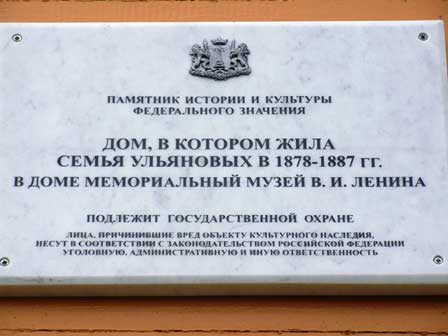 ПАМЯТНИК ИСТОРИИ И КУЛЬТУРЫ
ФЕДЕРАЛЬНОГО ЗНАЧЕНИЯ
ДОМ, В КОТОРОМ ЖИЛА
СЕМЬЯ УЛЬЯНОВЫХ В 1878-1887 ГГ.
В ДОМЕ МЕМОРИАЛЬНЫЙ МУЗЕЙ В. И. ЛЕНИНА
ПОДЛЕЖИТ ГОСУДАРСТВЕННОЙ ОХРАНЕ
ЛИЦА, ПРИЧИНИВШИЕ ВРЕД ОБЪЕКТУ КУЛЬТУРНОГО НАСЛЕДИЯ,
НЕСУТ В СООТВЕТСТВИИ С ЗАКОНОДАТЕЛЬСТВОМ РОССИЙСКОЙ ФЕДЕРАЦИИ
УГОЛОВНУЮ, АДМИНИСТРАТИВНУЮ И ИНУЮ ОТВЕТСТВЕННОСТЬ